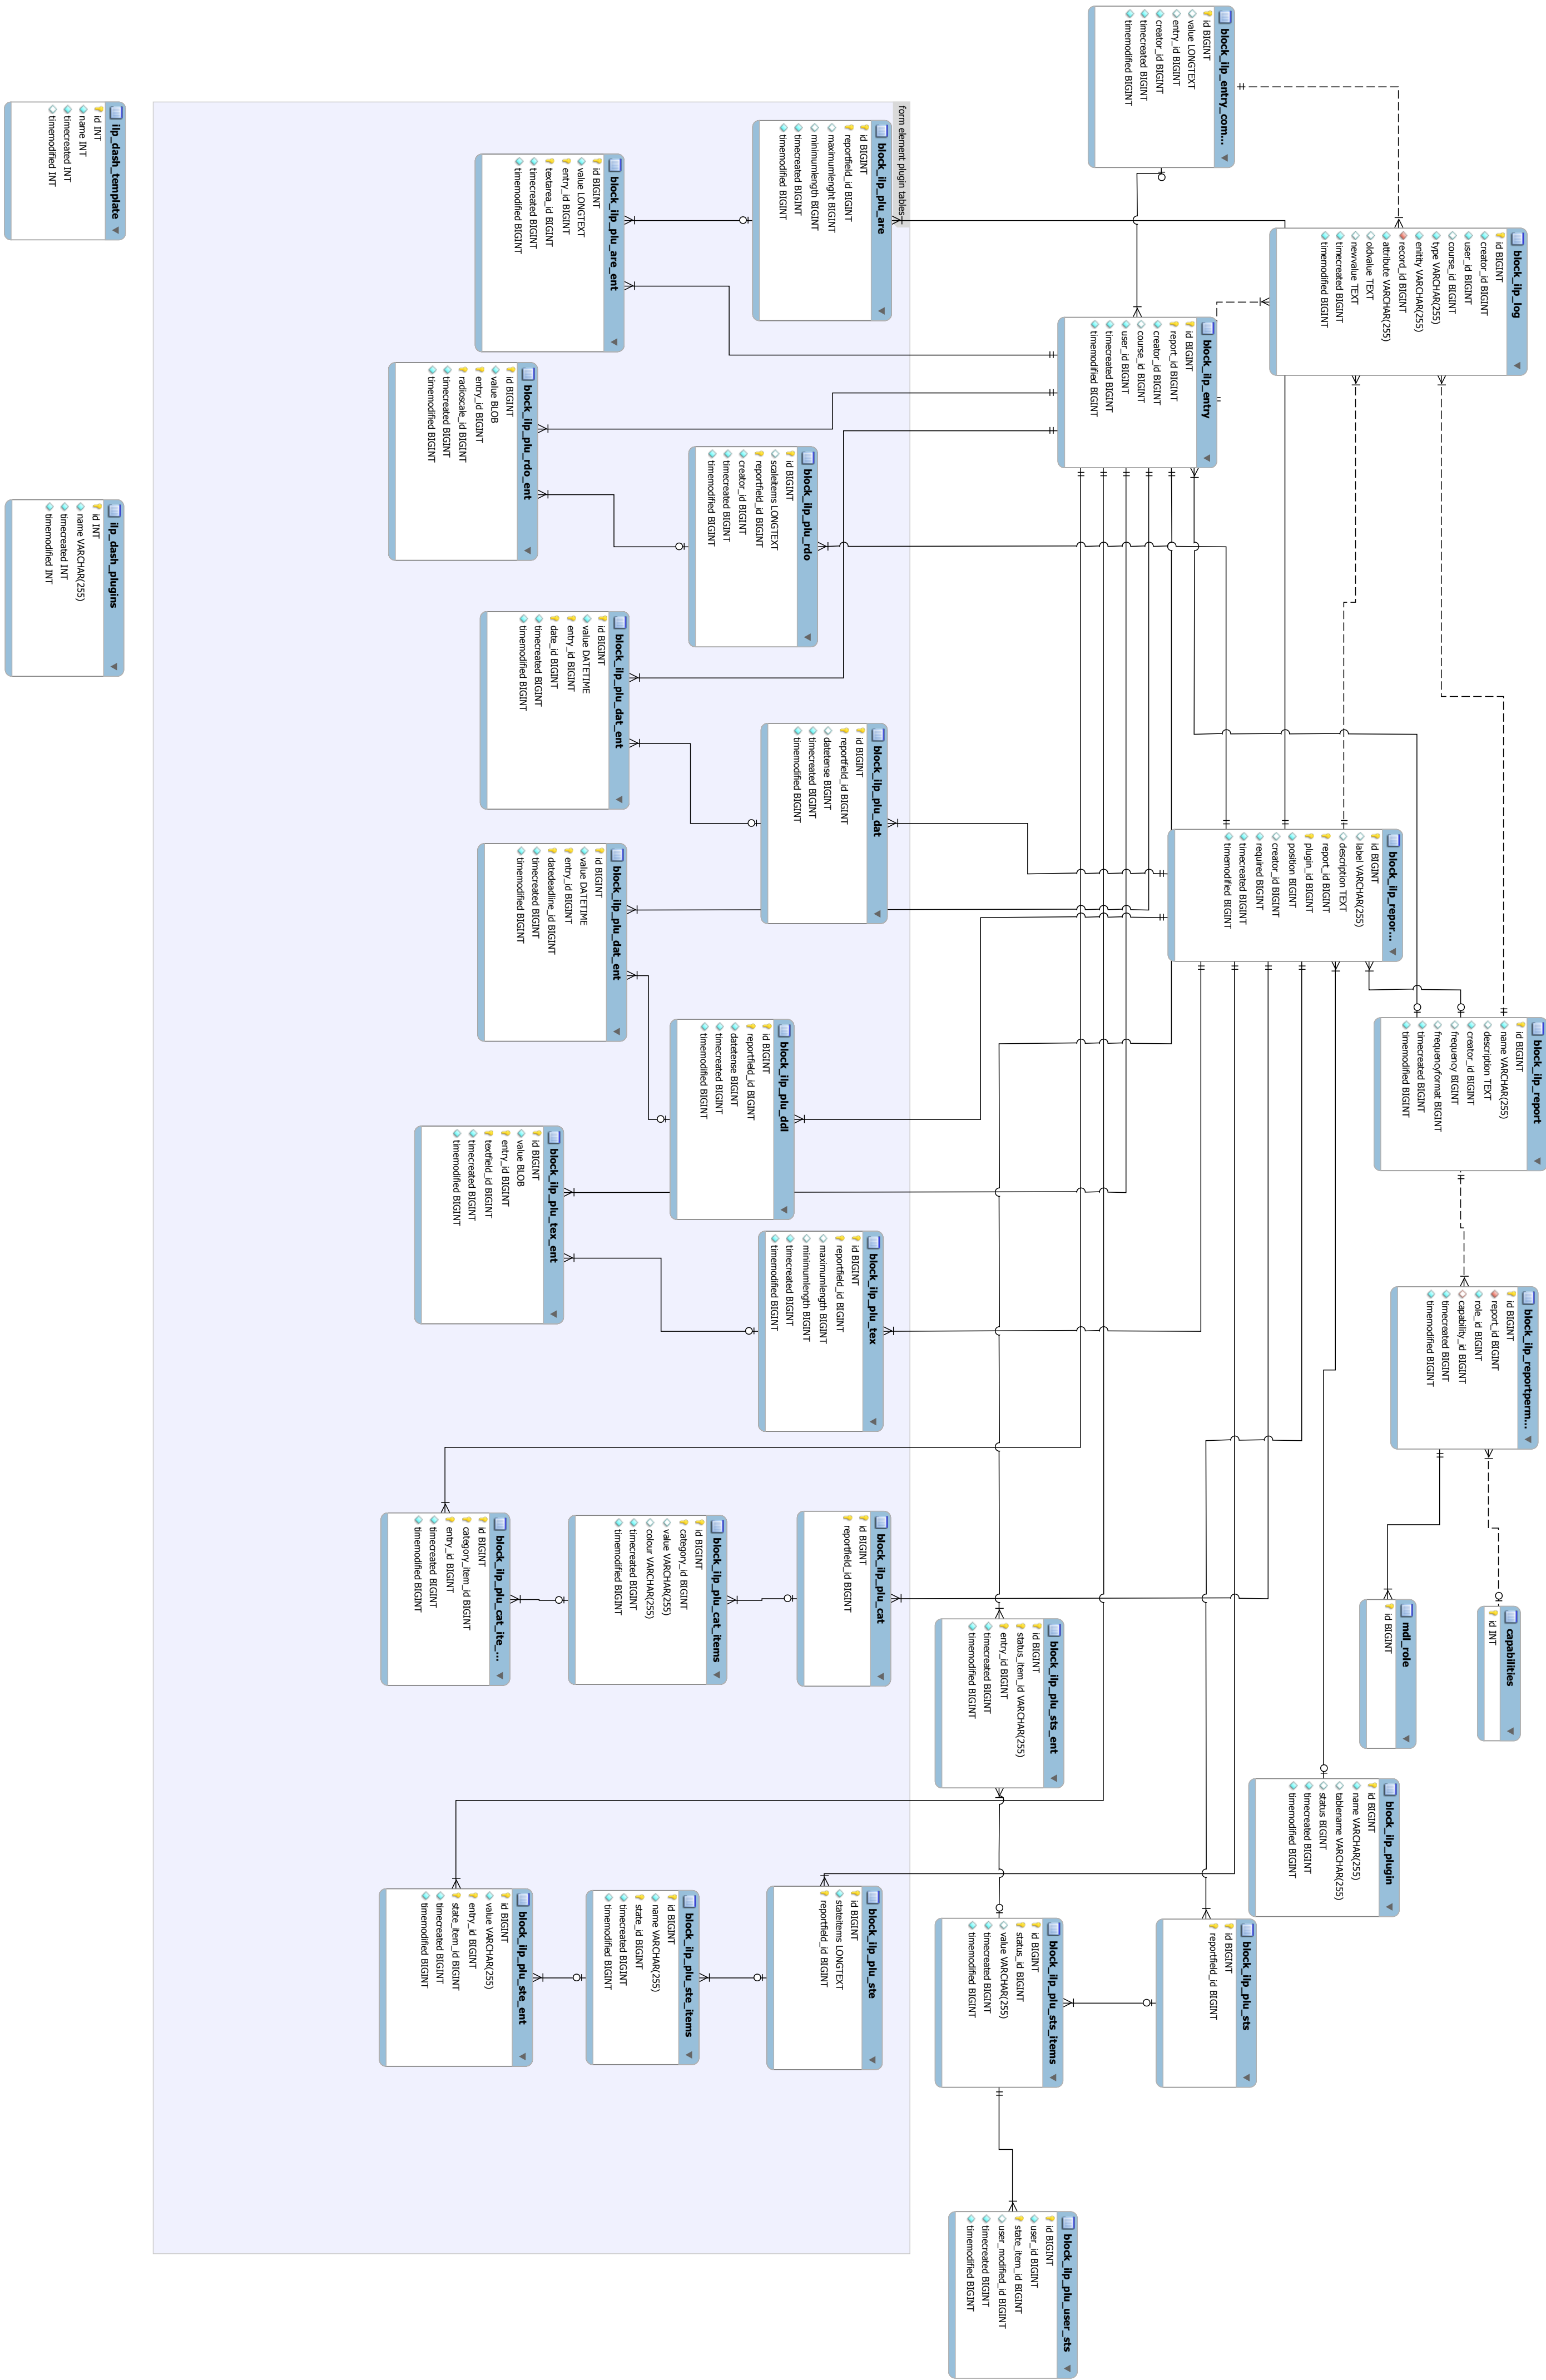 block_ilp_report
id BIGINT
name VARCHAR(255)
description TEXT
creator_id BIGINT
frequency BIGINT
frequencyformat BIGINT
timecreated BIGINT
timemodified BIGINT
block_ilp_reportperm...
id BIGINT
report_id BIGINT
role_id BIGINT
capability_id BIGINT
timecreated BIGINT
timemodified BIGINT
block_ilp_log
id BIGINT
creator_id BIGINT
user_id BIGINT
course_id BIGINT
type VARCHAR(255)
enitity VARCHAR(255)
record_id BIGINT
attribute VARCHAR(255)
oldvalue TEXT
newvalue TEXT
timecreated BIGINT
timemodified BIGINT
capabilities
id INT
mdl_role
id BIGINT
block_ilp_repor...
id BIGINT
label VARCHAR(255)
description TEXT
report_id BIGINT
plugin_id BIGINT
position BIGINT
creator_id BIGINT
required BIGINT
timecreated BIGINT
timemodified BIGINT
block_ilp_plugin
id BIGINT
name VARCHAR(255)
tablename VARCHAR(255)
status BIGINT
timecreated BIGINT
timemodified BIGINT
block_ilp_entry_com...
id BIGINT
value LONGTEXT
entry_id BIGINT
creator_id BIGINT
timecreated BIGINT
timemodified BIGINT
block_ilp_entry
id BIGINT
report_id BIGINT
creator_id BIGINT
course_id BIGINT
user_id BIGINT
timecreated BIGINT
timemodified BIGINT
block_ilp_plu_sts
id BIGINT
reportfield_id BIGINT
block_ilp_plu_sts_ent
id BIGINT
status_item_id VARCHAR(255)
entry_id BIGINT
timecreated BIGINT
timemodified BIGINT
block_ilp_plu_sts_items
id BIGINT
status_id BIGINT
value VARCHAR(255)
timecreated BIGINT
timemodified BIGINT
block_ilp_plu_user_sts
id BIGINT
user_id BIGINT
state_item_id BIGINT
user_modified_id BIGINT
timecreated BIGINT
timemodified BIGINT
form element plugin tables
block_ilp_plu_are
id BIGINT
reportfield_id BIGINT
maximumlenght BIGINT
minimumlength BIGINT
timecreated BIGINT
timemodified BIGINT
block_ilp_plu_rdo
id BIGINT
scaleitems LONGTEXT
reportfield_id BIGINT
creator_id BIGINT
timecreated BIGINT
timemodified BIGINT
block_ilp_plu_dat
id BIGINT
reportfield_id BIGINT
datetense BIGINT
timecreated BIGINT
timemodified BIGINT
block_ilp_plu_ddl
id BIGINT
reportfield_id BIGINT
datetense BIGINT
timecreated BIGINT
timemodified BIGINT
block_ilp_plu_tex
id BIGINT
reportfield_id BIGINT
maximumlength BIGINT
minimumlength BIGINT
timecreated BIGINT
timemodified BIGINT
block_ilp_plu_cat
id BIGINT
reportfield_id BIGINT
block_ilp_plu_ste
id BIGINT
stateitems LONGTEXT
reportfield_id BIGINT
block_ilp_plu_cat_items
id BIGINT
category_id BIGINT
value VARCHAR(255)
colour VARCHAR(255)
timecreated BIGINT
timemodified BIGINT
block_ilp_plu_ste_items
id BIGINT
name VARCHAR(255)
state_id BIGINT
timecreated BIGINT
timemodified BIGINT
block_ilp_plu_are_ent
id BIGINT
value LONGTEXT
entry_id BIGINT
textarea_id BIGINT
timecreated BIGINT
timemodified BIGINT
block_ilp_plu_rdo_ent
id BIGINT
value BLOB
entry_id BIGINT
radioscale_id BIGINT
timecreated BIGINT
timemodified BIGINT
block_ilp_plu_dat_ent
id BIGINT
value DATETIME
entry_id BIGINT
date_id BIGINT
timecreated BIGINT
timemodified BIGINT
block_ilp_plu_dat_ent
id BIGINT
value DATETIME
entry_id BIGINT
datedeadline_id BIGINT
timecreated BIGINT
timemodified BIGINT
block_ilp_plu_tex_ent
id BIGINT
value BLOB
entry_id BIGINT
textfield_id BIGINT
timecreated BIGINT
timemodified BIGINT
block_ilp_plu_cat_ite_...
id BIGINT
category_item_id BIGINT
entry_id BIGINT
timecreated BIGINT
timemodified BIGINT
block_ilp_plu_ste_ent
id BIGINT
value VARCHAR(255)
entry_id BIGINT
state_item_id BIGINT
timecreated BIGINT
timemodified BIGINT
ilp_dash_template
id INT
name INT
timecreated INT
timemodified INT
ilp_dash_plugins
id INT
name VARCHAR(255)
timecreated INT
timemodified INT